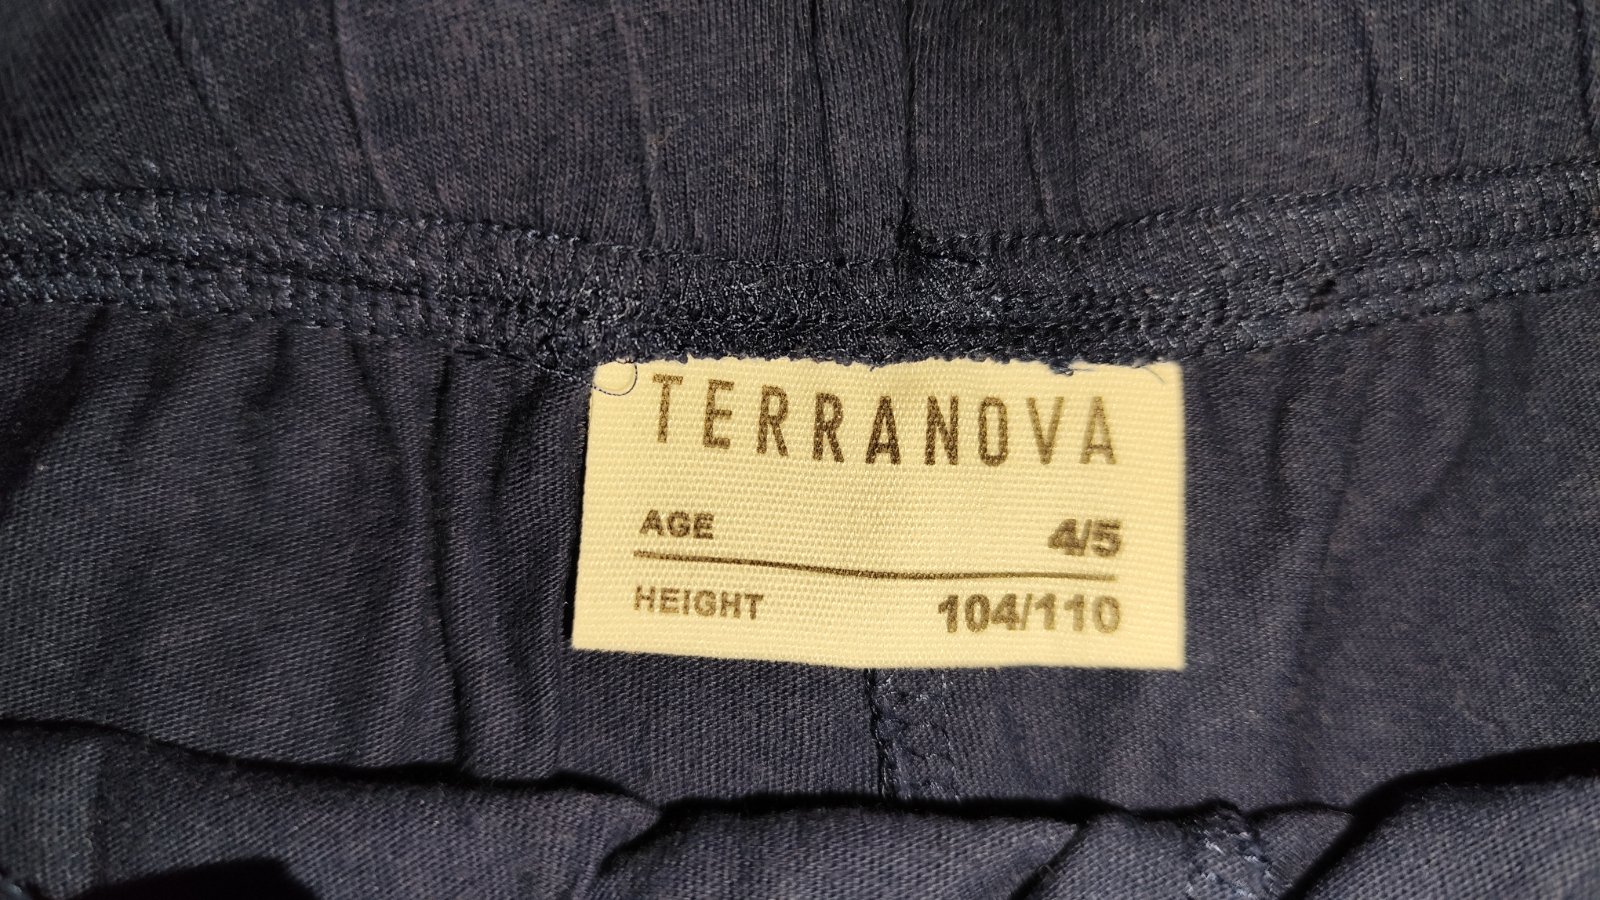 TERRANOVA
AGE 4/5
HEIGHT 104/110